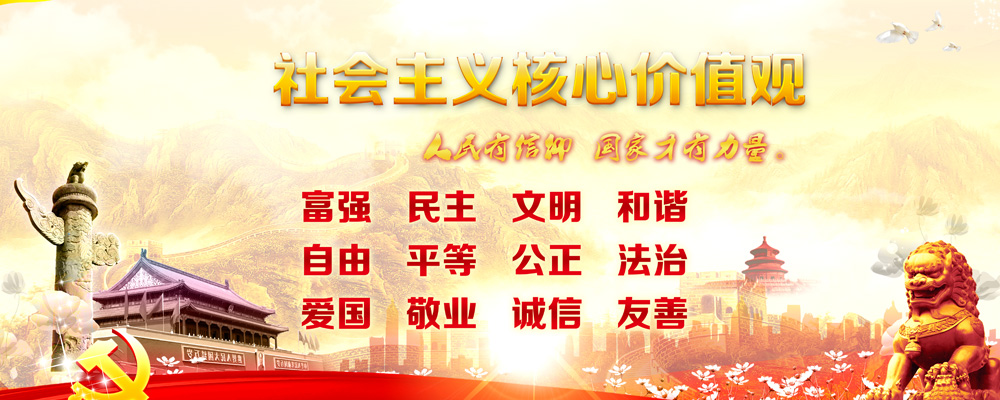 社会主义核心价值观
人民有信仰 国家才有力量。
富强 民主 文明 和谐
自由 平等 公正 法治
爱国 敬业 诚信 友善